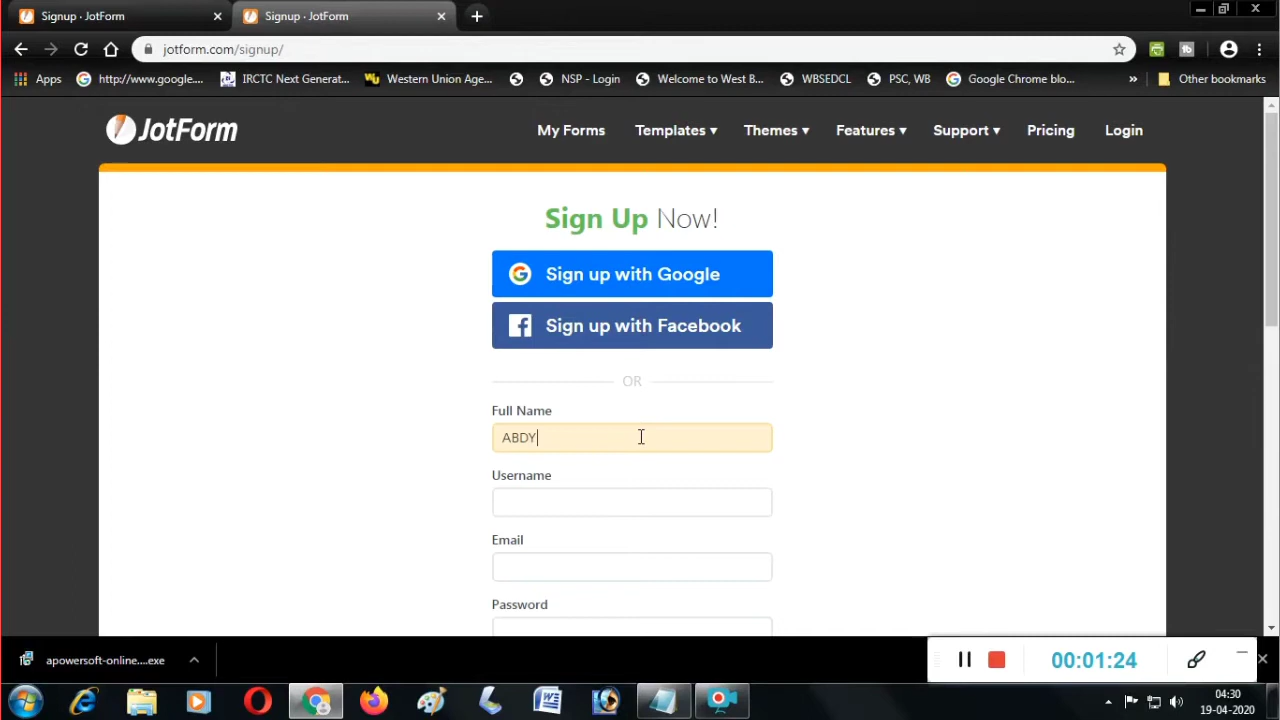 Signup · JotForm
Signup · JotForm
jotform.com/signup/
Apps http://www.google.... IRCTC Next Generat... Western Union Age... NSP - Login Welcome to West B... WBSEDCL PSC, WB Google Chrome blo... » Other bookmarks
JotForm My Forms Templates ▾ Themes ▾ Features ▾ Support ▾ Pricing Login
Sign Up Now!
Sign up with Google
Sign up with Facebook
OR
Full Name
ABDY
Username
Email
Password
apowersoft-online....exe
00:01:24
04:30
19-04-2020